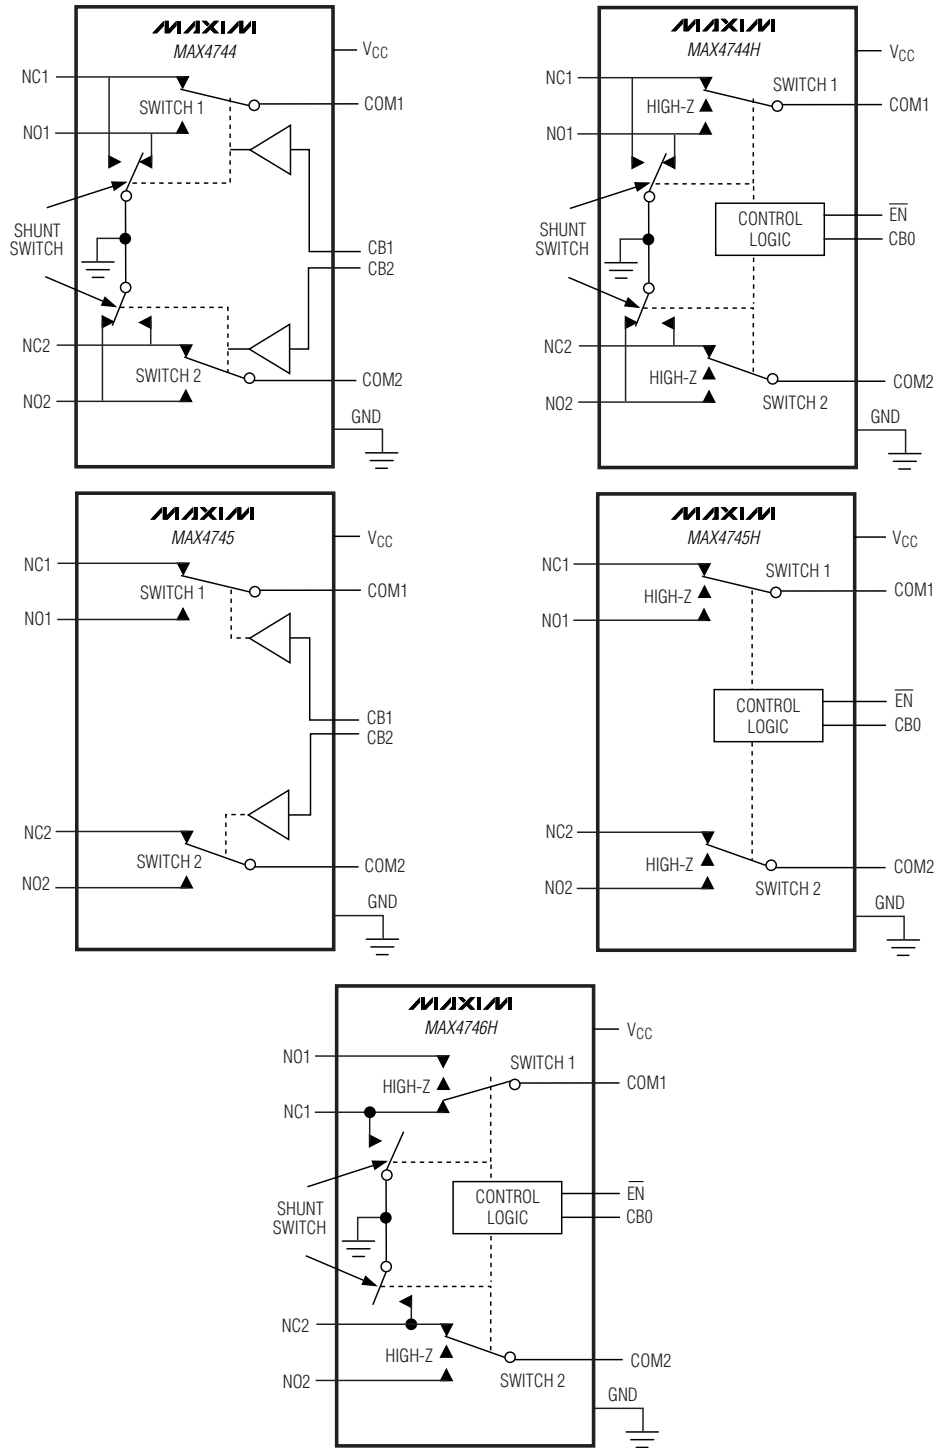 MAXIM
MAX4744
VCC
NC1
SWITCH 1
COM1
NO1
SHUNT
SWITCH
CB1
CB2
NC2
SWITCH 2
COM2
NO2
GND
MAXIM
MAX4744H
VCC
NC1
SWITCH 1
HIGH-Z
COM1
NO1
SHUNT
SWITCH
CONTROL
LOGIC
EN
CB0
NC2
HIGH-Z
COM2
NO2
SWITCH 2
GND
MAXIM
MAX4745
VCC
NC1
SWITCH 1
COM1
NO1
CB1
CB2
NC2
SWITCH 2
COM2
NO2
GND
MAXIM
MAX4745H
VCC
NC1
SWITCH 1
HIGH-Z
COM1
NO1
CONTROL
LOGIC
EN
CB0
NC2
HIGH-Z
COM2
NO2
SWITCH 2
GND
MAXIM
MAX4746H
VCC
NO1
SWITCH 1
HIGH-Z
COM1
NC1
SHUNT
SWITCH
CONTROL
LOGIC
EN
CB0
NC2
HIGH-Z
COM2
NO2
SWITCH 2
GND